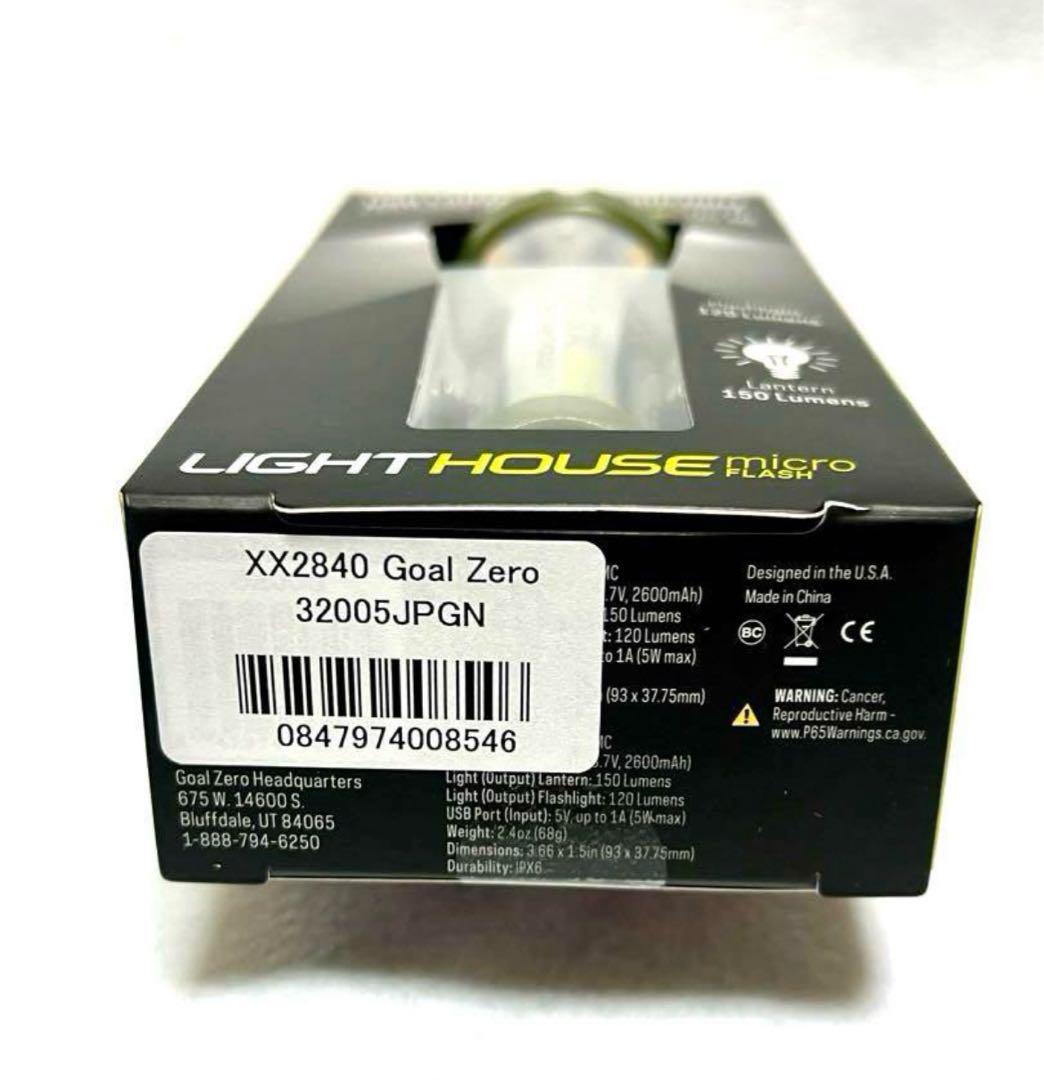 Lantern
150 Lumens
LIGHTHOUSE micro
FLASH
XX2840 Goal Zero
32005JPGN
0847974008546
.7V, 2600mAh)
150 Lumens
: 120 Lumens
to 1A (5W max)
(93 x 37.75mm)
.7V, 2600mAh)
Light (Output) Lantern: 150 Lumens
Light (Output) Flashlight: 120 Lumens
USB Port (Input): 5V, up to 1A (5W max)
Weight: 2.4oz (68g)
Dimensions: 3.66 x 1.5in (93 x 37.75mm)
Durability: IPX6
Goal Zero Headquarters
675 W. 14600 S.
Bluffdale, UT 84065
1-888-794-6250
Designed in the U.S.A.
Made in China
BC
CE
WARNING: Cancer,
Reproductive Harm -
www.P65Warnings.ca.gov.